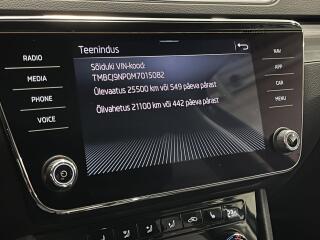 Teenindus
RADIO
MEDIA
PHONE
VOICE
Sõiduki VIN-kood:
TMBCJ9NP0M7015082
Ülevaatus 25500 km või 549 päeva pärast
Õlivahetus 21100 km või 442 päeva pärast
NAV
APP
CAR
MENU